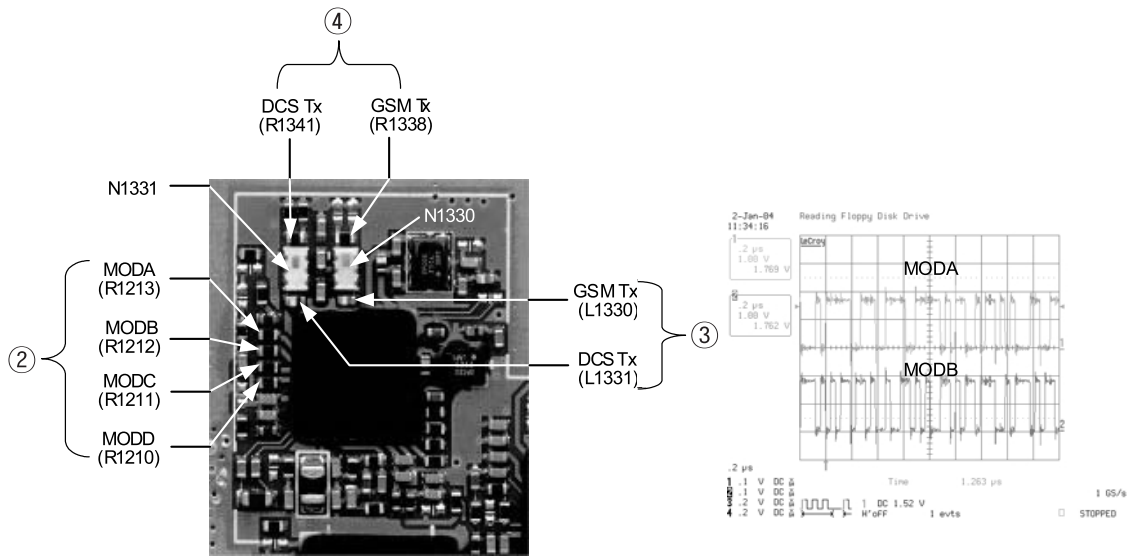 ④
DCS Tx
(R1341)
GSM Tx
(R1338)
N1331
N1330
MODA
(R1213)
MODB
(R1212)
MODC
(R1211)
MODD
(R1210)
②
GSM Tx
(L1330)
DCS Tx
(L1331)
③
2-Jan-04
11:34:16
Reading Floppy Disk Drive
LeCroy
1
.2 µs
1.00 V
1.769 V
2
.2 µs
1.00 V
1.762 V
MODA
1
MODB
2
.2 µs
1 .1 V DC
2 .1 V DC
3 .2 V DC
4 .2 V DC
Time 1.263 µs
1 DC 1.52 V
H'oFF 1 evts
1 GS/s
STOPPED